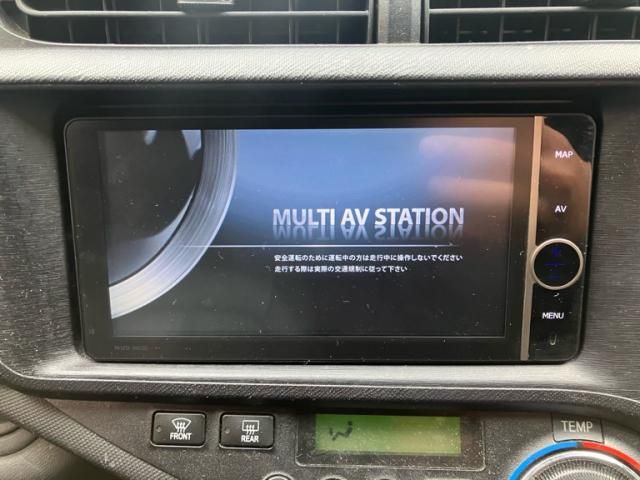 MAP
AV
MULTI AV STATION
安全運転のために運転中の方は走行中に操作しないでください
走行する際は実際の交通規制に従って下さい
MENU
FRONT
REAR
TEMP